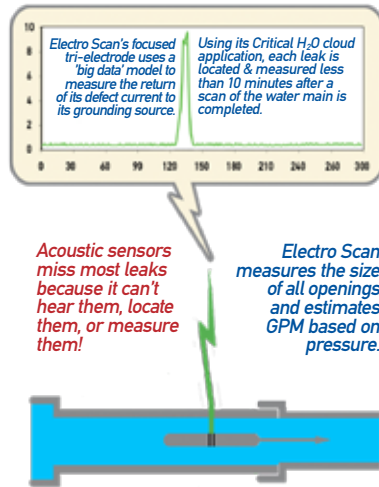 10
8
6
4
2
0
Electro Scan's focused
tri-electrode uses a
'big data' model to
measure the return
of its defect current to
its grounding source.
Using its Critical H₂O cloud
application, each leak is
located & measured less
than 10 minutes after a
scan of the water main is
completed.
0 30 60 90 120 150 180 210 240 270 300
Acoustic sensors
miss most leaks
because it can't
hear them, locate
them, or measure
them!
Electro Scan
measures the size
of all openings
and estimates
GPM based on
pressure.